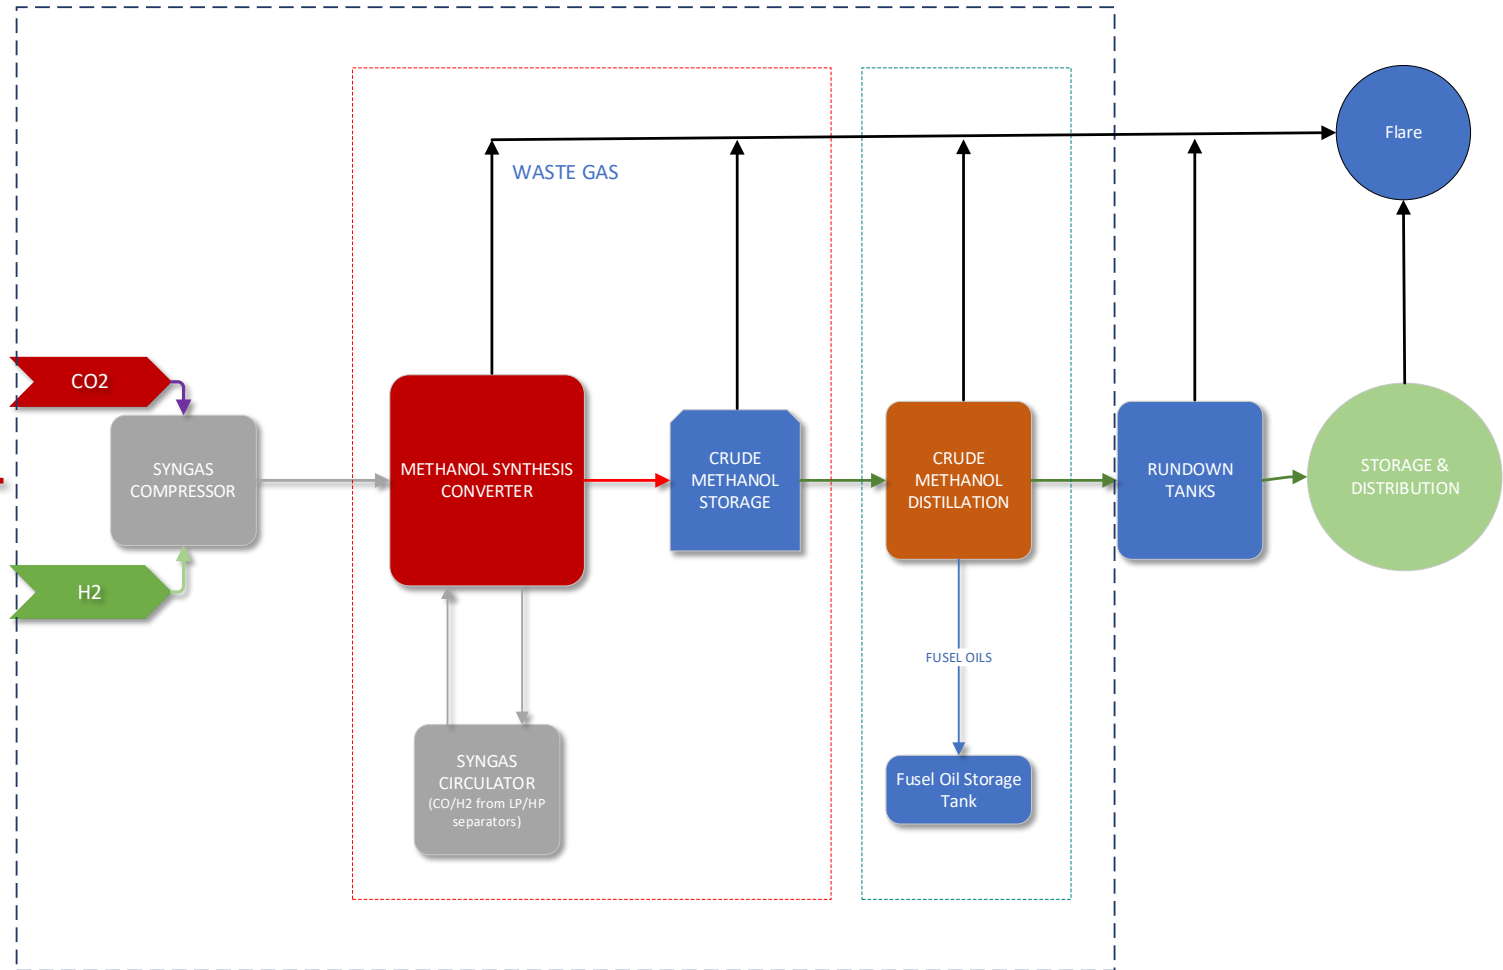 Flare
WASTE GAS
CO2
SYNGAS
COMPRESSOR
H2
METHANOL SYNTHESIS
CONVERTER
CRUDE
METHANOL
STORAGE
CRUDE
METHANOL
DISTILLATION
RUNDOWN
TANKS
STORAGE &
DISTRIBUTION
FUSEL OILS
SYNGAS
CIRCULATOR
(CO/H2 from LP/HP
separators)
Fusel Oil Storage
Tank